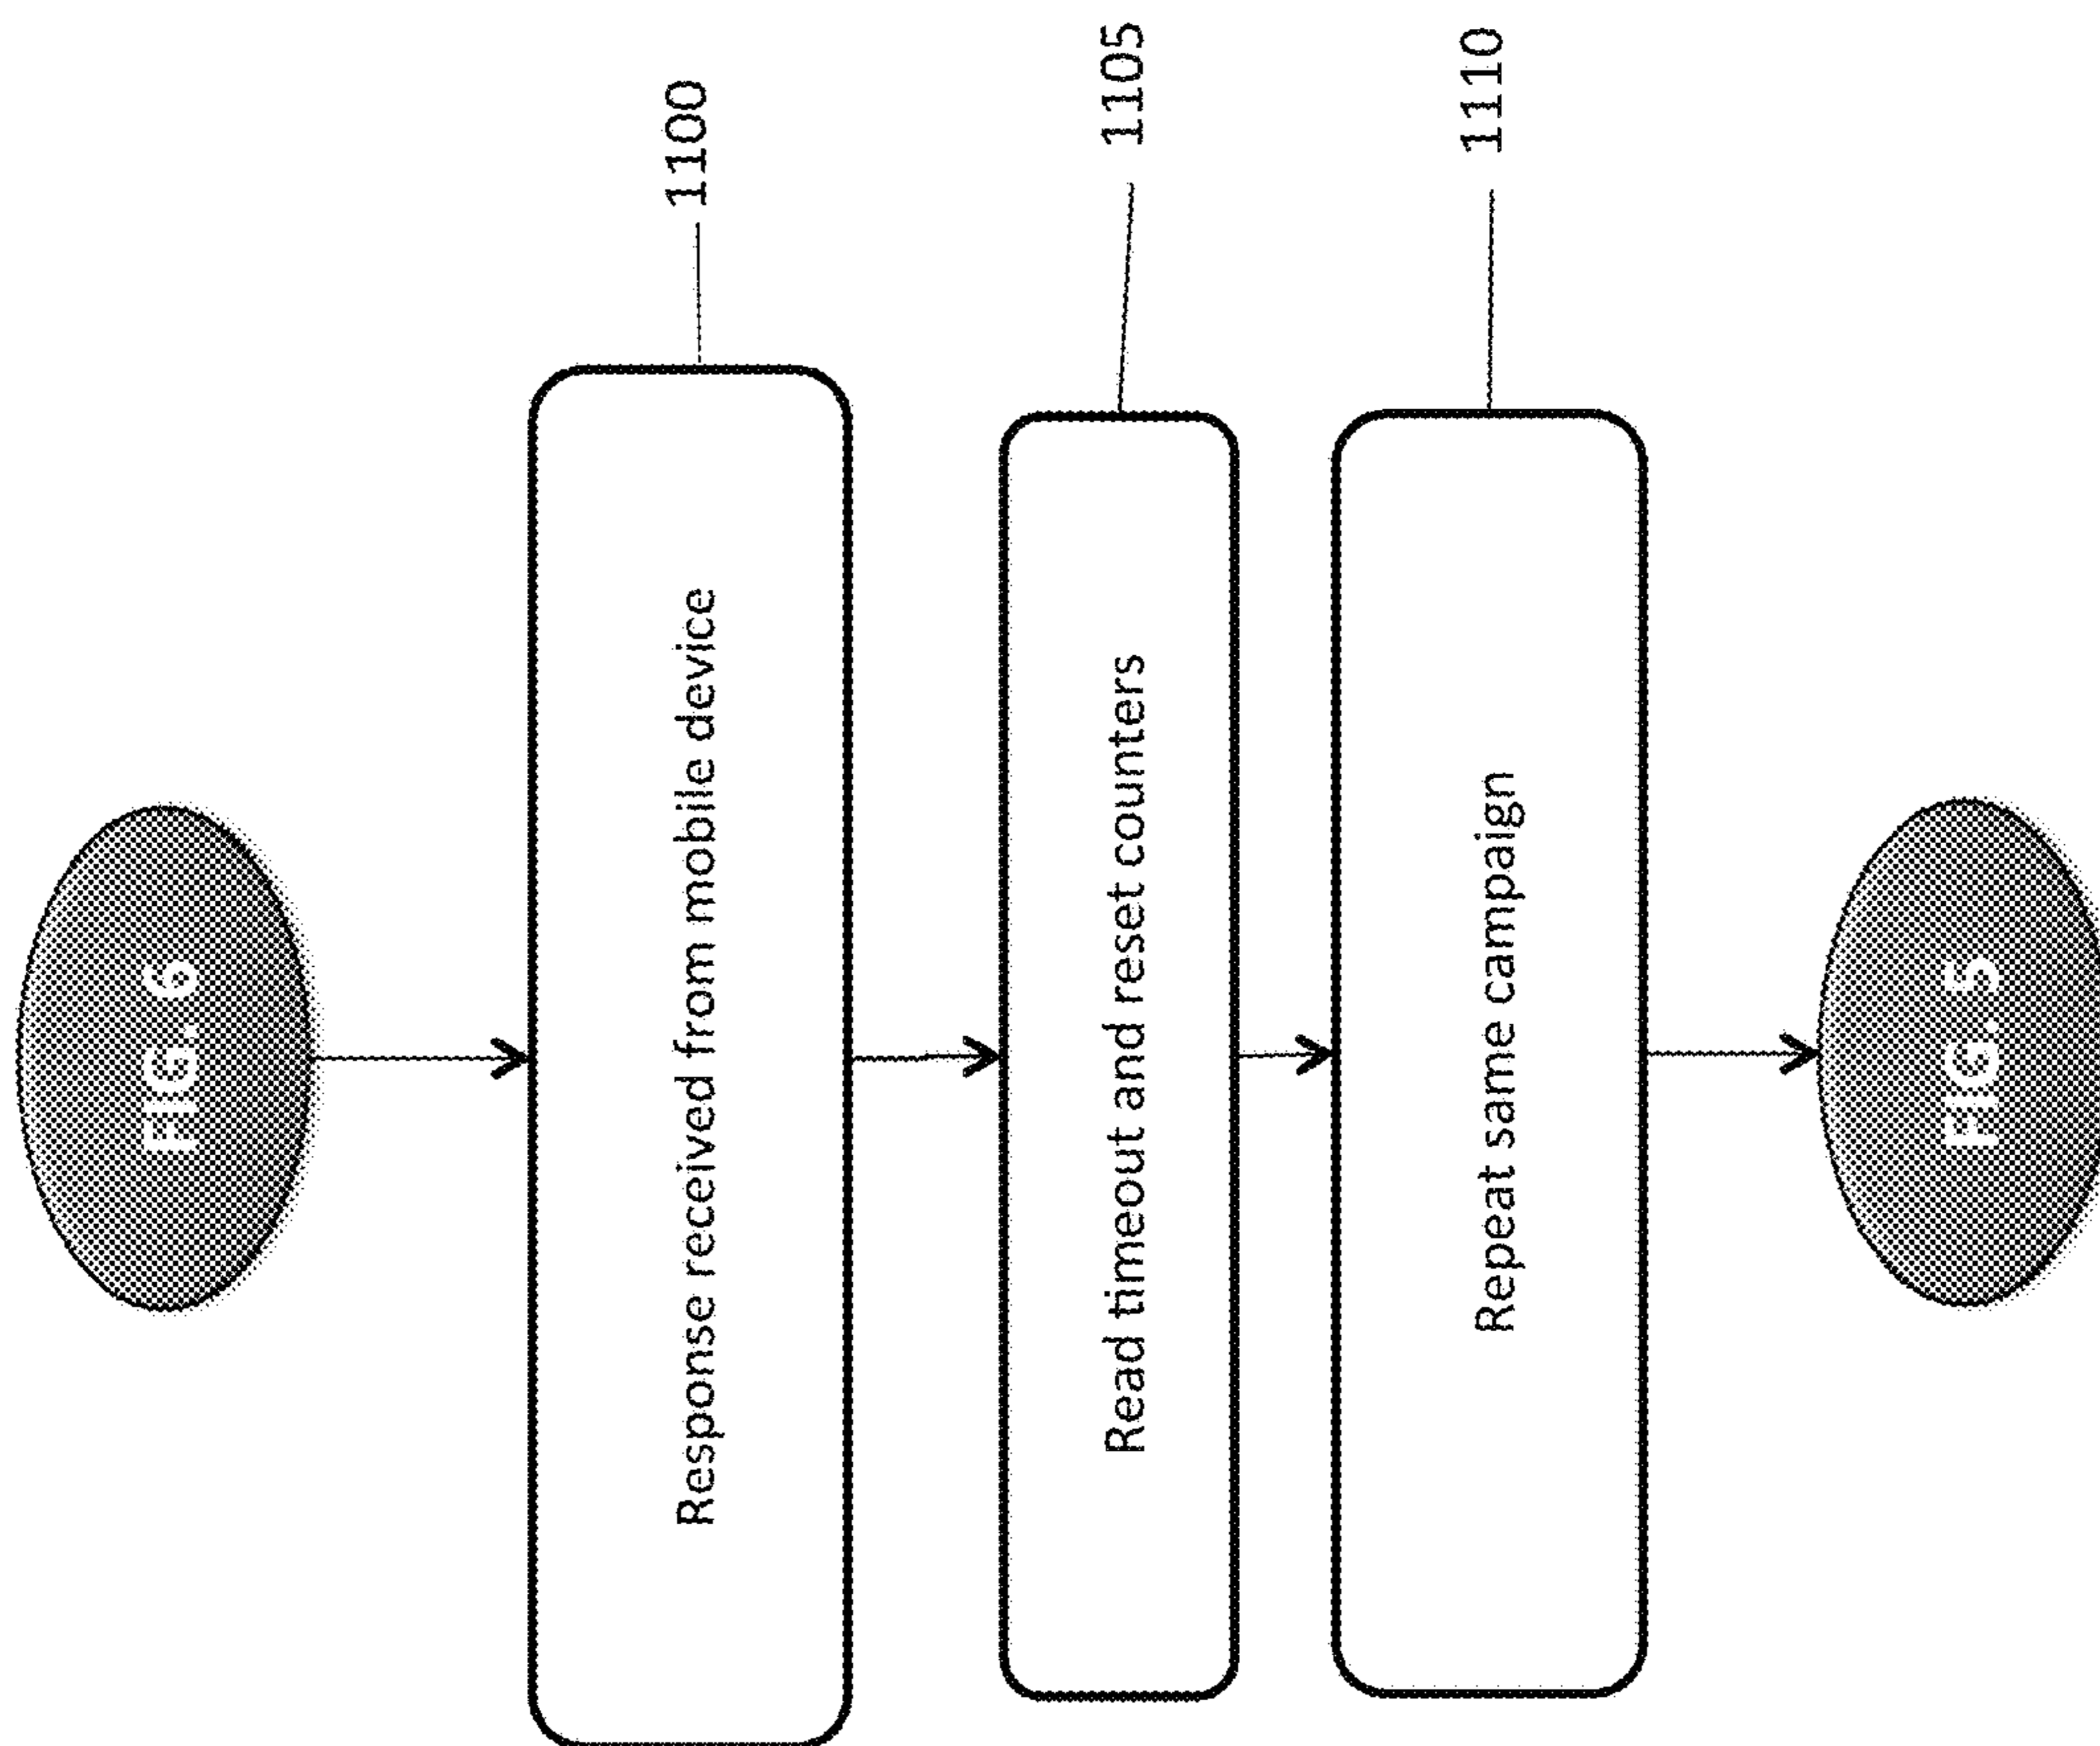 FIG. 6
Response received from mobile device
1100
Read timeout and reset counters
1105
Repeat same campaign
1110
FIG. 5